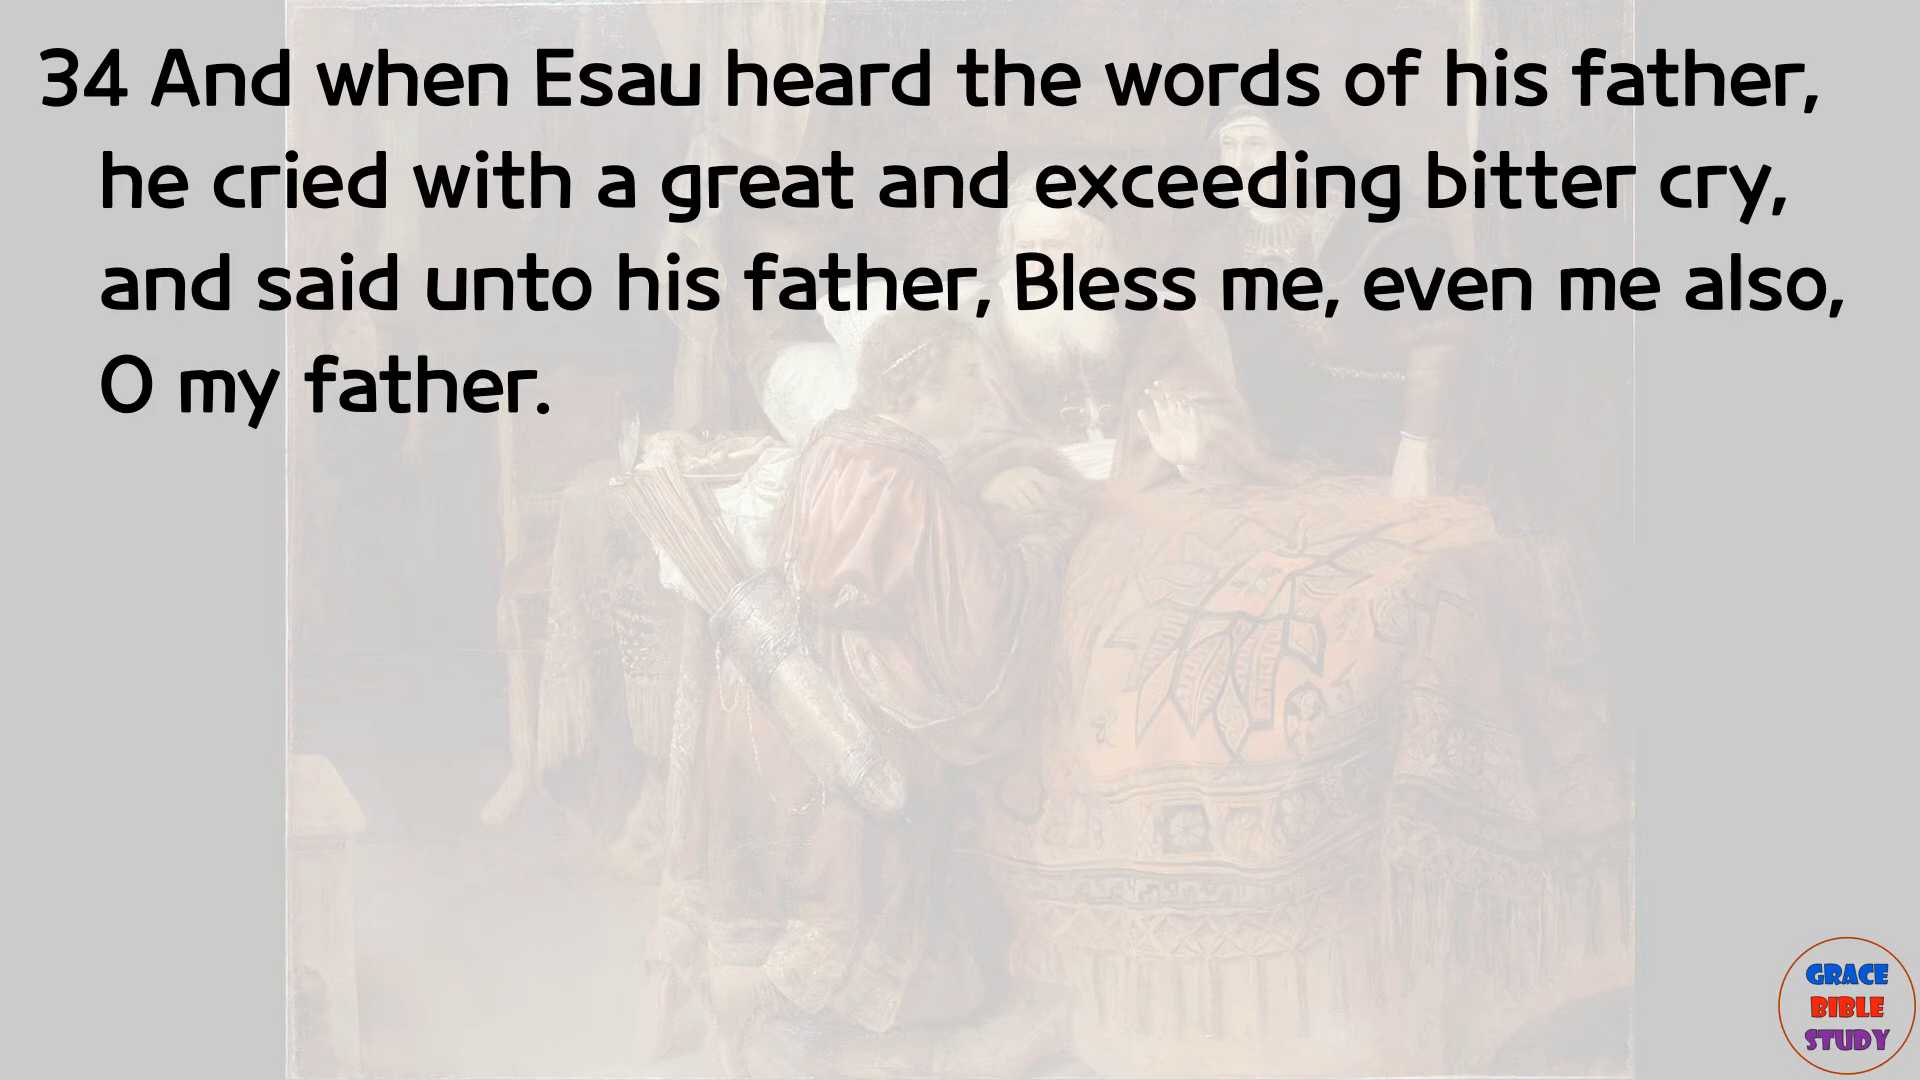 34 And when Esau heard the words of his father,
he cried with a great and exceeding bitter cry,
and said unto his father, Bless me, even me also,
O my father.
GRACE
BIBLE
STUDY